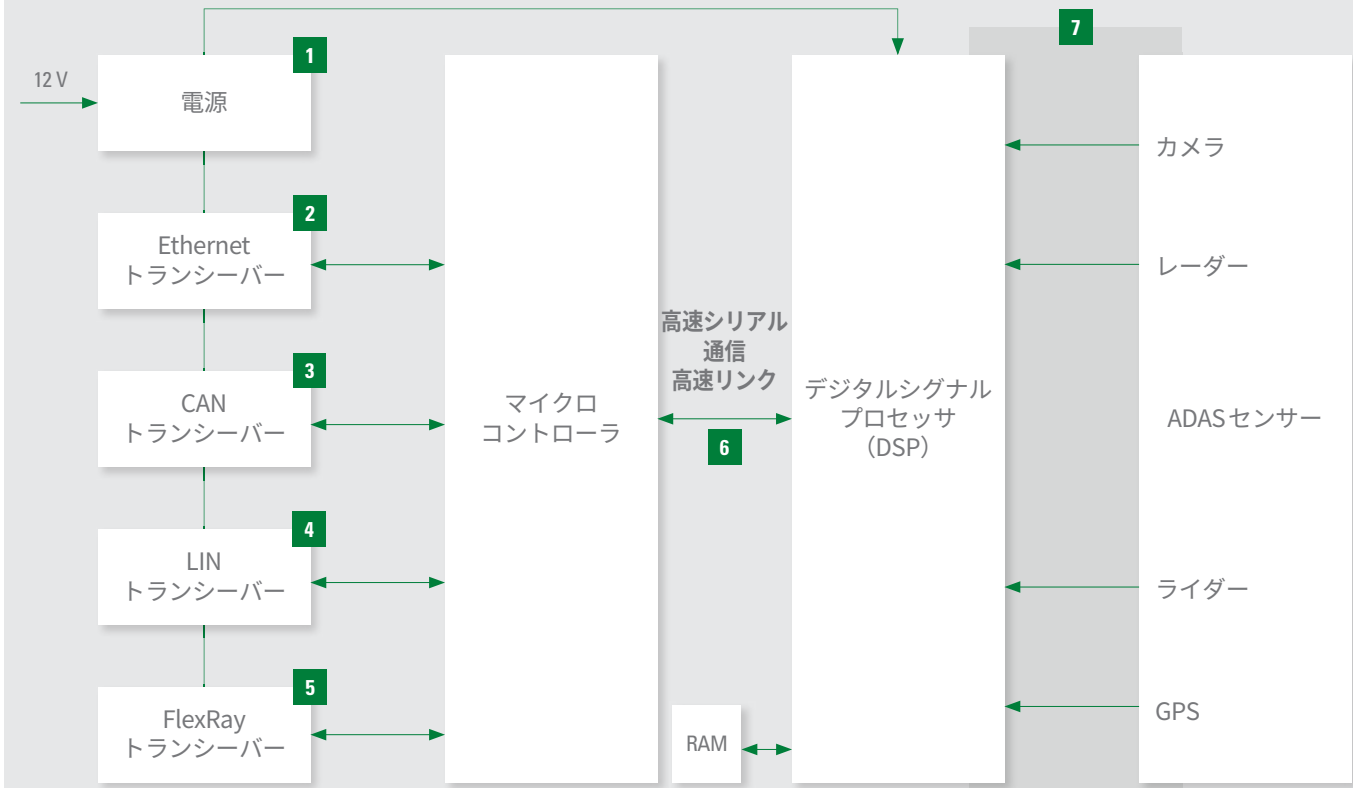 12 V
1
電源
2
Ethernet
トランシーバー
3
CAN
トランシーバー
4
LIN
トランシーバー
5
FlexRay
トランシーバー
マイクロ
コントローラ
高速シリアル
通信
高速リンク
6
RAM
デジタルシグナル
プロセッサ
(DSP)
7
カメラ
レーダー
ADASセンサー
ライダー
GPS